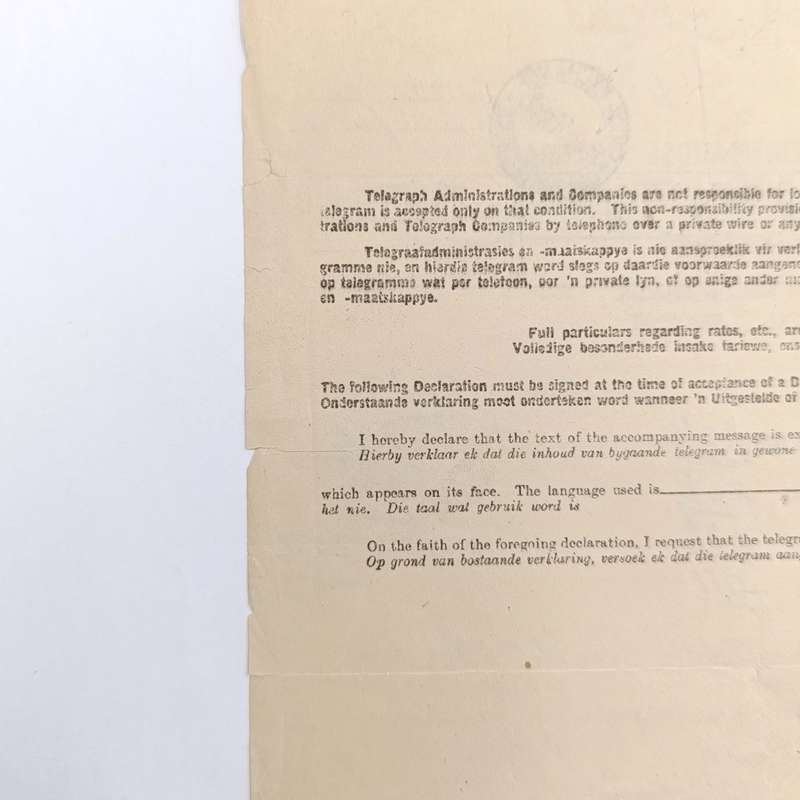 Telegraph Administrations and Companies are not responsible for lo
telegram is accepted only on that condition. This non-responsibility provisi
trations and Telegraph Companies by telephone over a private wire or any
Telegraafadministrasies en -maatskappye is nie aanspreeklik vir verl
gramme nie, en hierdie telegram word slegs op daardie voorwaarde aangene
op telegramme wat per telefoon, oor 'n private lyn, of op enige ander
en -maatskappye.
Full particulars regarding rates, etc., are
Volledige besonderhede insake tariewe, ens
The following Declaration must be signed at the time of acceptance of a D
Onderstaande verklaring moet onderteken word wanneer 'n Uitgestelde of
I hereby declare that the text of the accompanying message is ex
Hierby verklaar ek dat die inhoud van bygaande telegram in gewone
which appears on its face. The language used is
het nie. Die taal wat gebruik word is
On the faith of the foregoing declaration, I request that the telegra
Op grond van bostaande verklaring, versoek ek dat die telegram aang